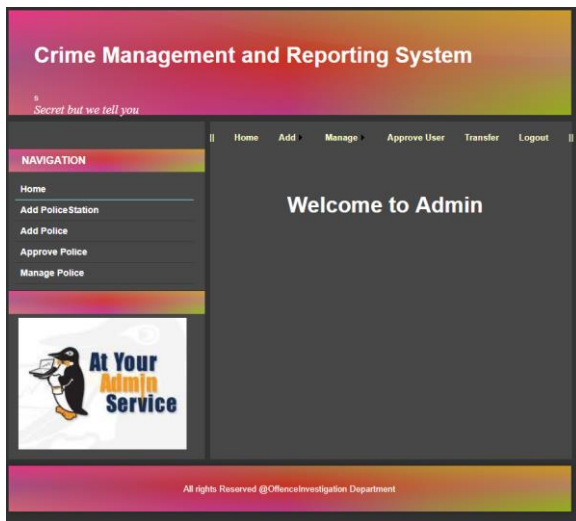 Crime Management and Reporting System
s
Secret but we tell you
|| Home Add Manage Approve User Transfer Logout ||
NAVIGATION
Home
Add PoliceStation
Add Police
Approve Police
Manage Police
Welcome to Admin
At Your
Admin
Service
All rights Reserved @OffenceInvestigation Department